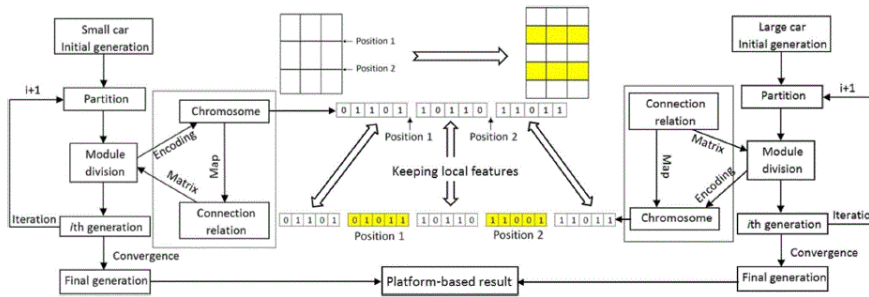 Small car
Initial generation
i+1
Partition
Module
division
Iteration
ith generation
Convergence
Final generation
Encoding
Matrix
Chromosome
Map
Connection
relation
Position 1
Position 2
0 1 1 0 1 1 0 1 1 0 1 1 0 1 1
Position 1
Position 2
Keeping local features
0 1 1 0 1 0 1 0 1 1 1 0 1 1 0 1 1 0 0 1 1 1 0 1 1
Position 1
Position 2
Platform-based result
Large car
Initial generation
i+1
Partition
Connection
relation
Matrix
Map
Encoding
Chromosome
Module
division
ith generation
Iteration
Convergence
Final generation